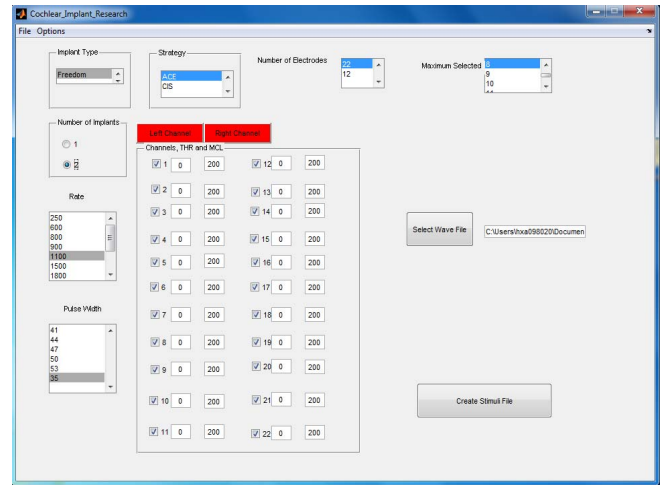 Cochlear_Implant_Research
File Options
Implant Type
Freedom
Strategy
ACE
CIS
Number of Electrodes
22
12
Maximum Selected
8
9
10
Number of Implants
1
2
Left Channel Right Channel
Channels, THR and MCL
1 0 200 12 0 200
2 0 200 13 0 200
3 0 200 14 0 200
4 0 200 15 0 200
5 0 200 16 0 200
6 0 200 17 0 200
7 0 200 18 0 200
8 0 200 19 0 200
9 0 200 20 0 200
10 0 200 21 0 200
11 0 200 22 0 200
Rate
250
600
800
900
1100
1500
1800
Pulse Width
41
44
47
50
53
35
Select Wave File C:\Users\hxa098020\Documen
Create Stimuli File